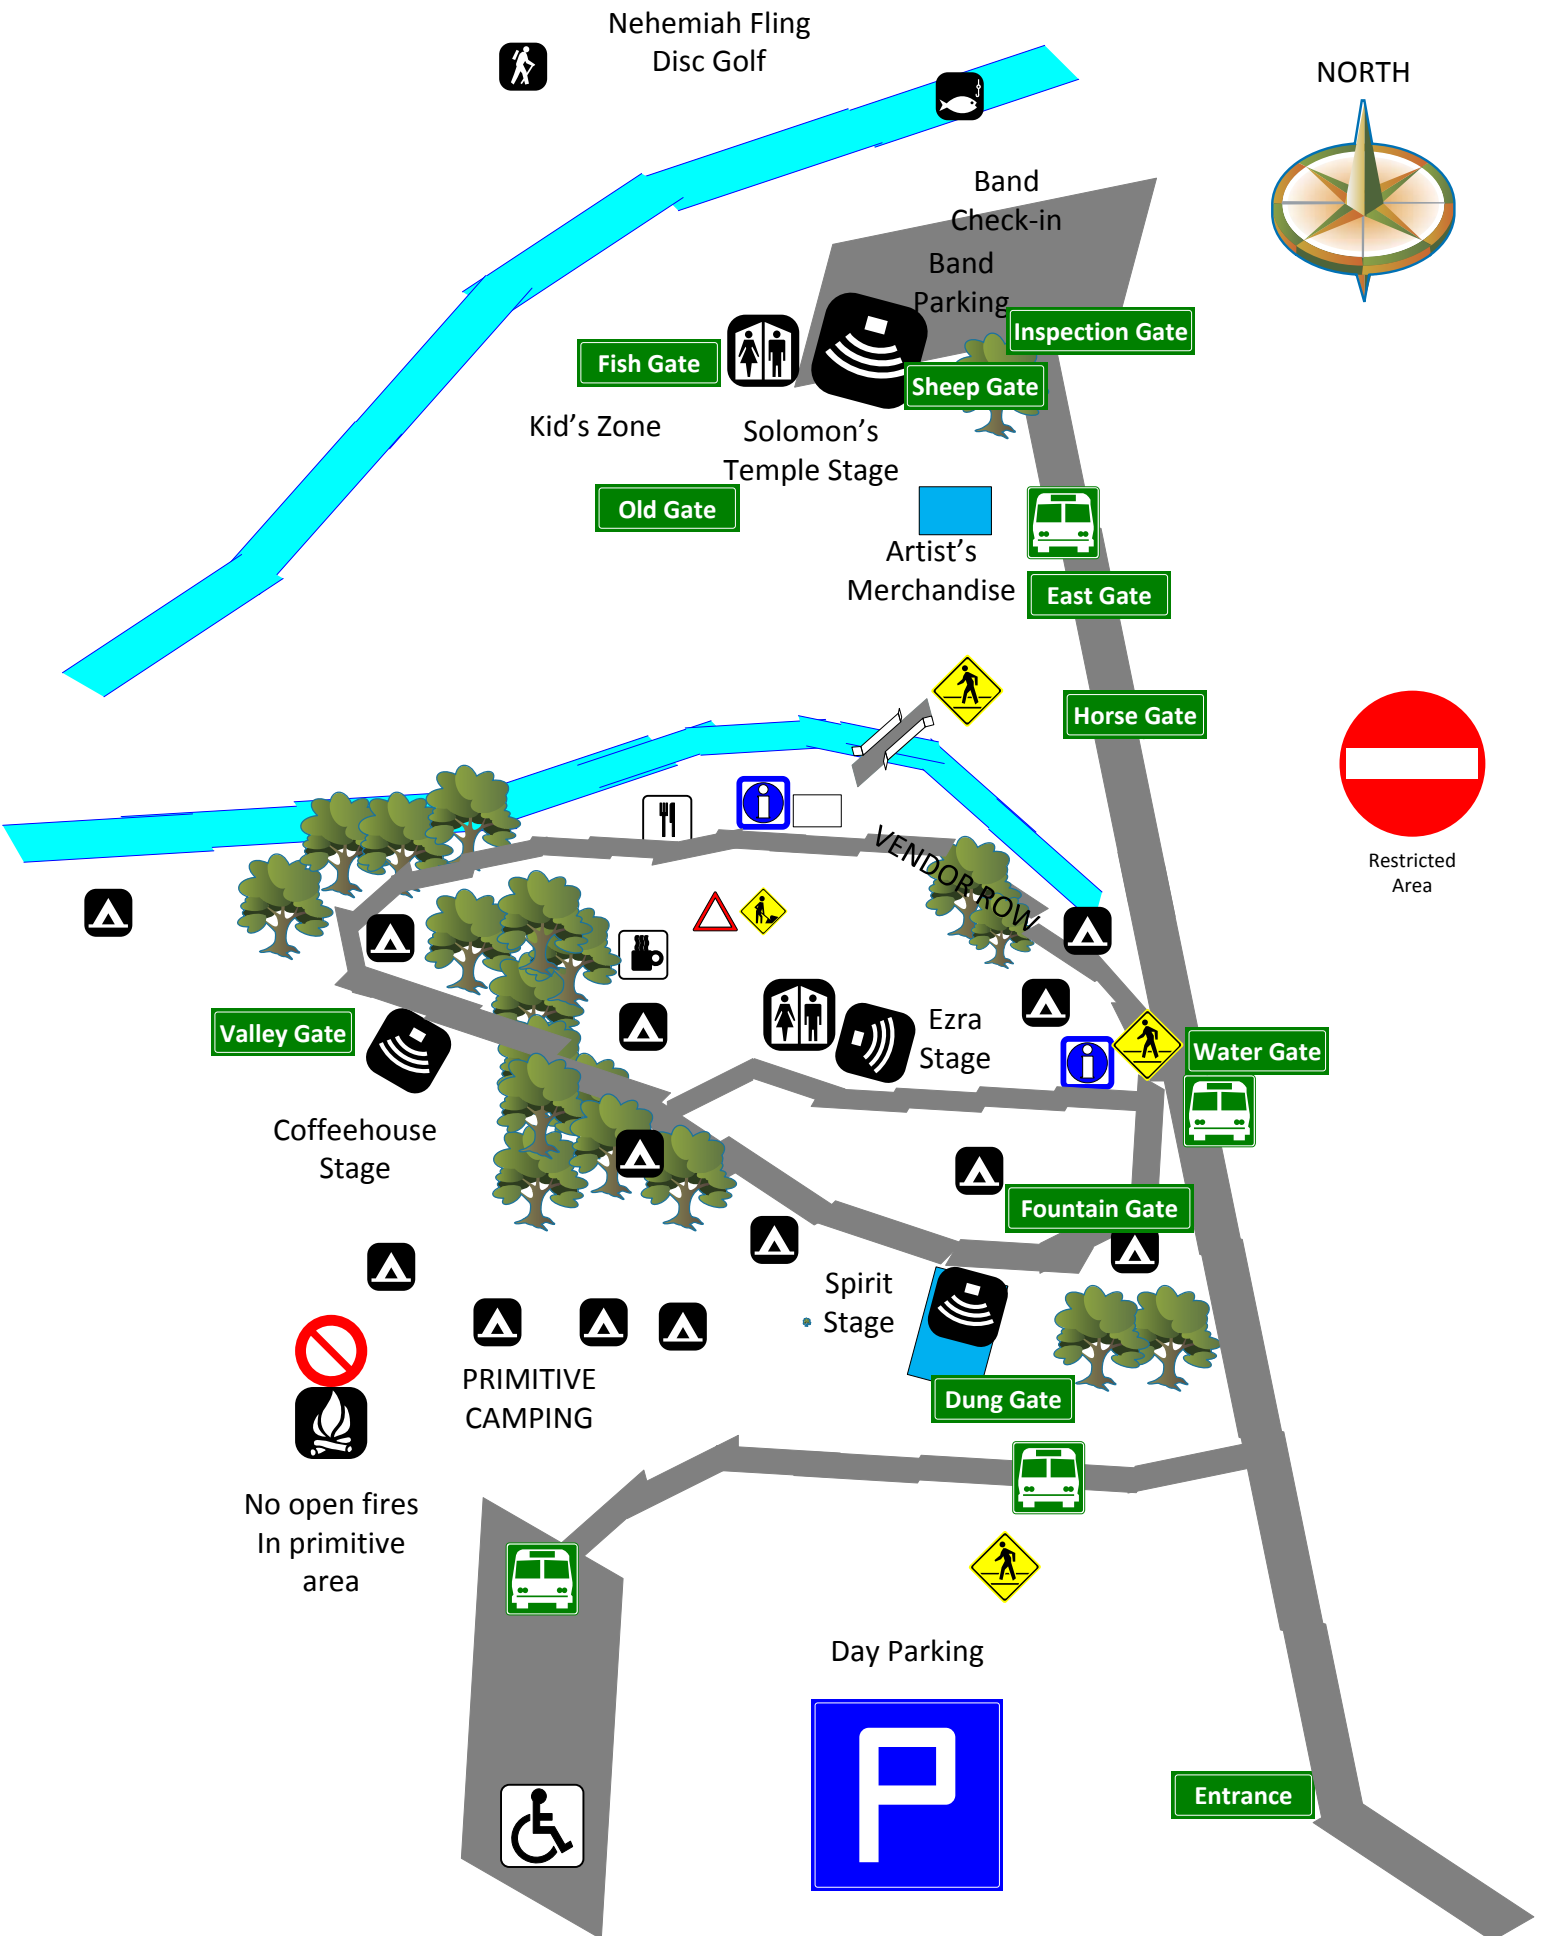 Nehemiah Fling
Disc Golf
NORTH
Band
Check-in
Band
Parking
Inspection Gate
Fish Gate
Sheep Gate
Kid's Zone
Solomon's
Temple Stage
Old Gate
Artist's
Merchandise
East Gate
Horse Gate
Restricted
Area
VENDOR ROW
Valley Gate
Ezra
Stage
Water Gate
Coffeehouse
Stage
Fountain Gate
Spirit
Stage
PRIMITIVE
CAMPING
Dung Gate
No open fires
In primitive
area
Day Parking
P
Entrance